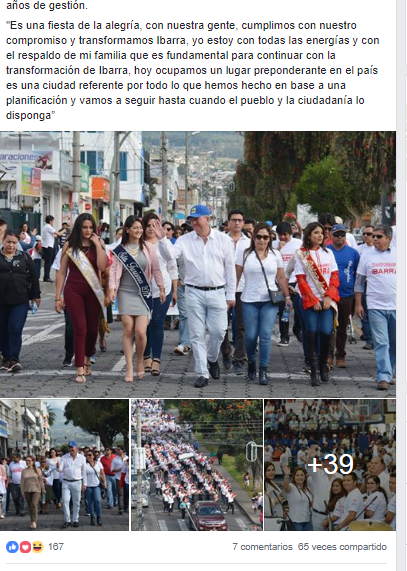 años de gestión.
"Es una fiesta de la alegría, con nuestra gente, cumplimos con nuestro
compromiso y transformamos Ibarra, yo estoy con todas las energías y con
el respaldo de mi familia que es fundamental para continuar con la
transformación de Ibarra, hoy ocupamos un lugar preponderante en el país
es una ciudad referente por todo lo que hemos hecho en base a una
planificación y vamos a seguir hasta cuando el pueblo y la ciudadanía lo
disponga"
araciones
IBARRA
+39
167
7 comentarios 65 veces compartido